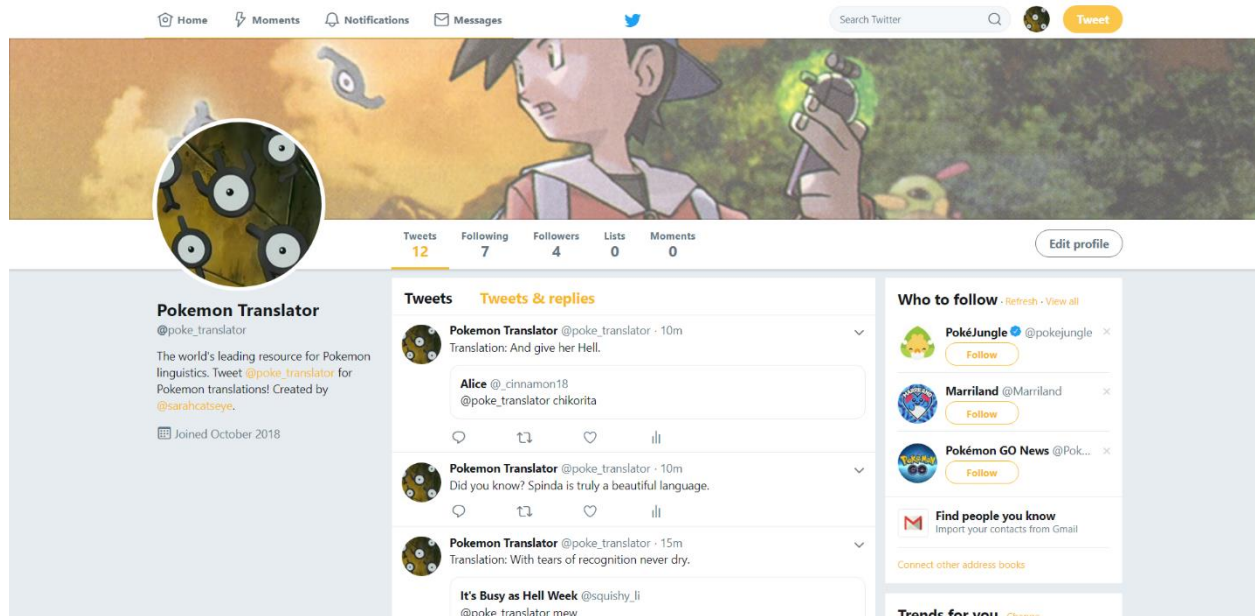 Home Moments Notifications Messages
Search Twitter
Tweet
Tweets Following Followers Lists Moments
12 7 4 0 0
Edit profile
Pokemon Translator
@poke_translator
The world's leading resource for Pokemon
linguistics. Tweet @poke_translator for
Pokemon translations! Created by
@sarahcatseye.
Joined October 2018
Tweets Tweets & replies
Pokemon Translator @poke_translator · 10m
Translation: And give her Hell.
Alice @_cinnamon18
@poke_translator chikorita
Pokemon Translator @poke_translator · 10m
Did you know? Spinda is truly a beautiful language.
Pokemon Translator @poke_translator · 15m
Translation: With tears of recognition never dry.
It's Busy as Hell Week @squishy_li
@poke_translator mew
Who to follow · Refresh · View all
PokéJungle @pokejungle
Follow
Marriland @Marriland
Follow
Pokémon GO News @Pok...
Follow
POKEMON
GO
Find people you know
Import your contacts from Gmail
Connect other address books
Trends for you · Change